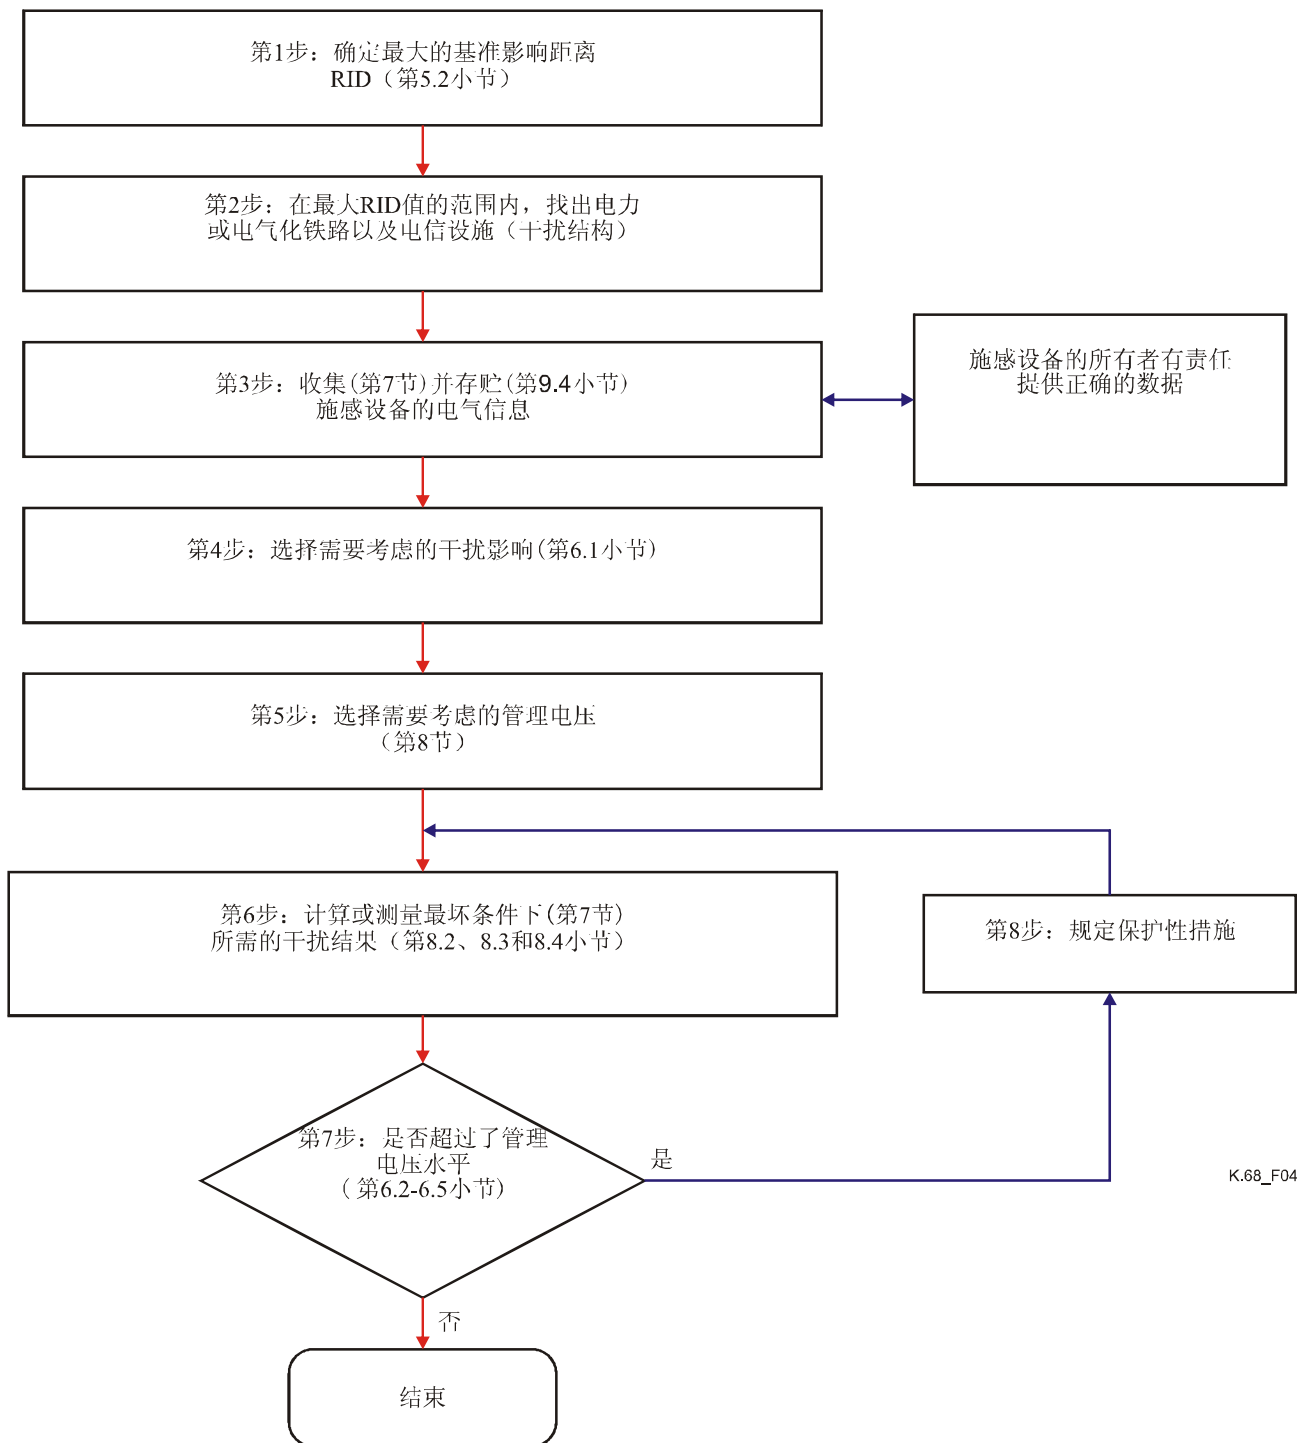 第1步：确定最大的基准影响距离
RID（第5.2小节）
第2步：在最大RID值的范围内，找出电力
或电气化铁路以及电信设施（干扰结构）
第3步：收集(第7节)并存贮(第9.4小节)
施感设备的电气信息
施感设备的所有者有责任
提供正确的数据
第4步：选择需要考虑的干扰影响(第6.1小节)
第5步：选择需要考虑的管理电压
（第8节）
第6步：计算或测量最坏条件下(第7节)
所需的干扰结果（第8.2、8.3和8.4小节）
第8步：规定保护性措施
第7步：是否超过了管理
电压水平
（第6.2-6.5小节)
是
K.68_F04
否
结束